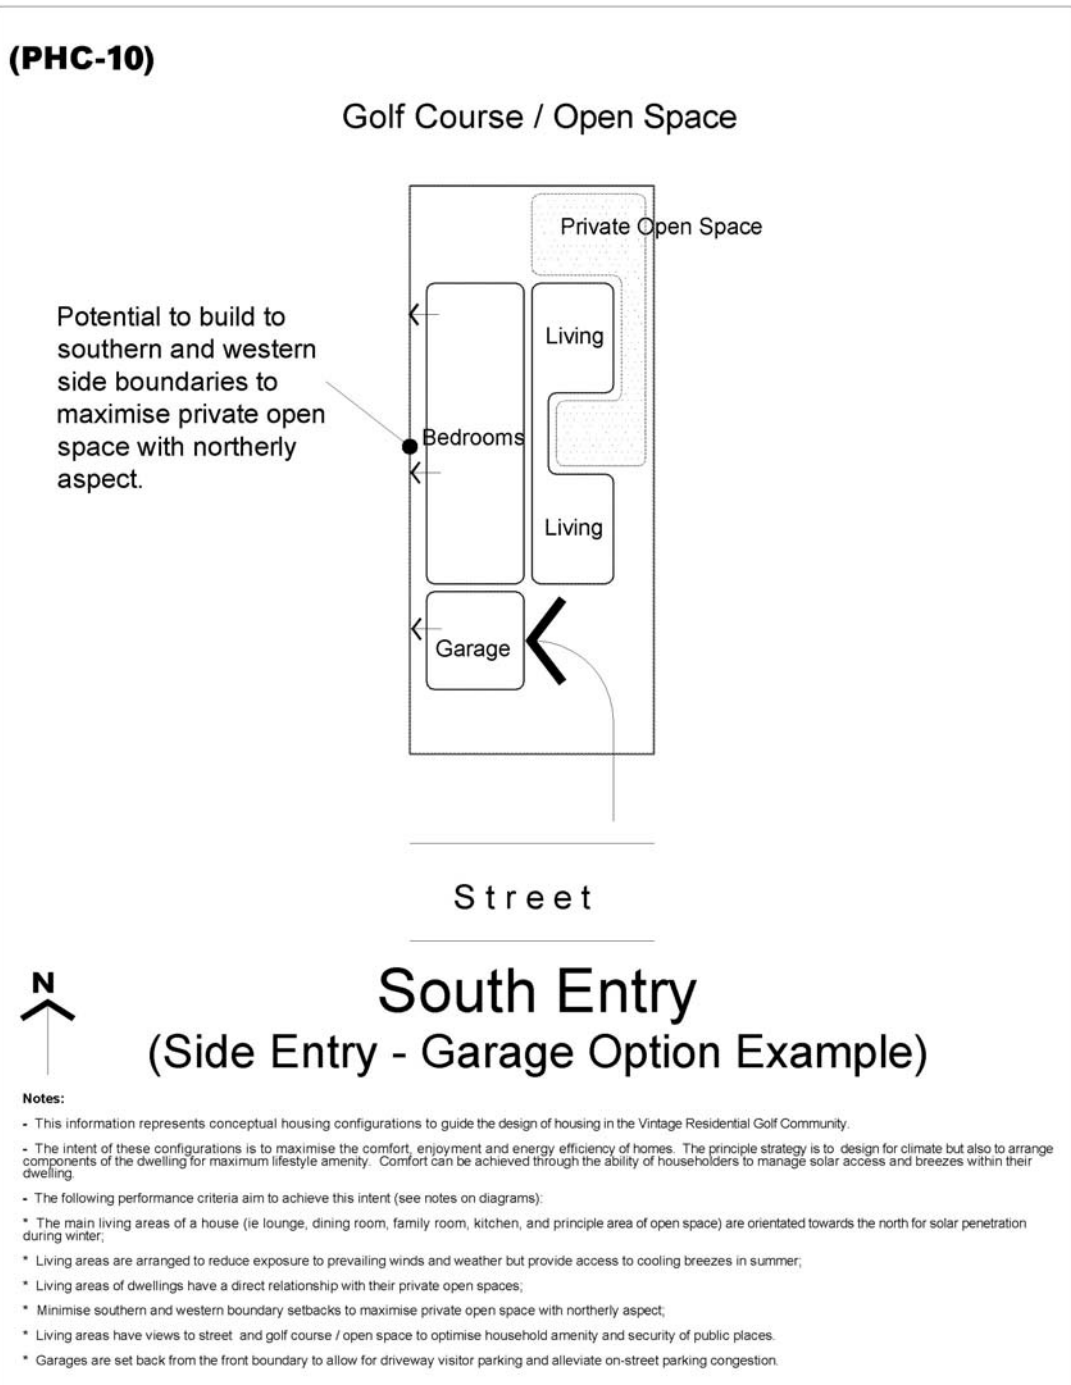 (PHC-10)
Golf Course / Open Space
Private Open Space
Potential to build to
southern and western
side boundaries to
maximise private open
space with northerly
aspect.
Living
Bedrooms
Living
Garage
Street
N
South Entry
(Side Entry - Garage Option Example)
Notes:
- This information represents conceptual housing configurations to guide the design of housing in the Vintage Residential Golf Community.
- The intent of these configurations is to maximise the comfort, enjoyment and energy efficiency of homes. The principle strategy is to design for climate but also to arrange
components of the dwelling for maximum lifestyle amenity. Comfort can be achieved through the ability of householders to manage solar access and breezes within their
dwelling.
- The following performance criteria aim to achieve this intent (see notes on diagrams):
* The main living areas of a house (ie lounge, dining room, family room, kitchen, and principle area of open space) are orientated towards the north for solar penetration
during winter;
* Living areas are arranged to reduce exposure to prevailing winds and weather but provide access to cooling breezes in summer;
* Living areas of dwellings have a direct relationship with their private open spaces;
* Minimise southern and western boundary setbacks to maximise private open space with northerly aspect;
* Living areas have views to street and golf course / open space to optimise household amenity and security of public places.
* Garages are set back from the front boundary to allow for driveway visitor parking and alleviate on-street parking congestion.